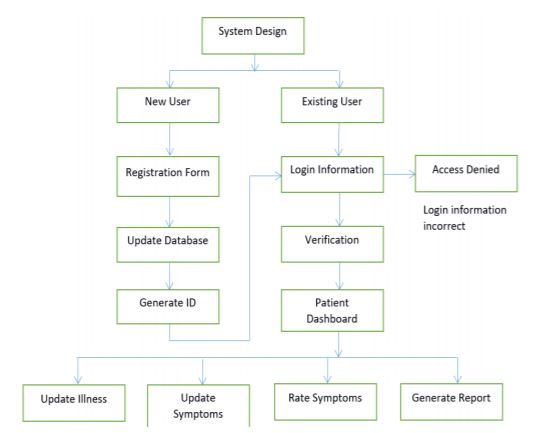 System Design
New User
Existing User
Registration Form
Login Information
Access Denied
Login information
incorrect
Update Database
Verification
Generate ID
Patient
Dashboard
Update Illness
Update
Symptoms
Rate Symptoms
Generate Report